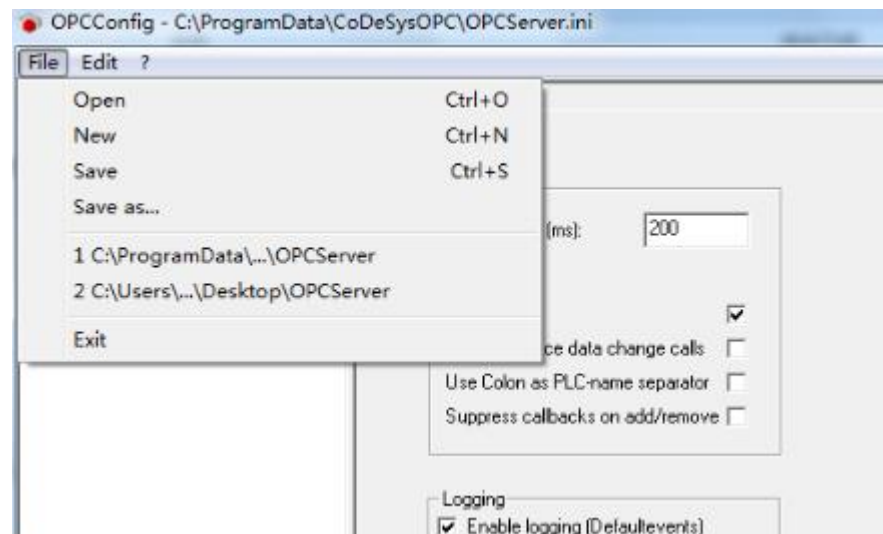 OPCConfig - C:\ProgramData\CoDeSysOPC\OPCServer.ini
File Edit ?
Open Ctrl+O
New Ctrl+N
Save Ctrl+S
Save as...
1 C:\ProgramData\...\OPCServer
2 C:\Users\...\Desktop\OPCServer
Exit
(ms): 200
data change calls
Use Colon as PLC-name separator
Suppress callbacks on add/remove
Logging
Enable logging (Defaultevents)